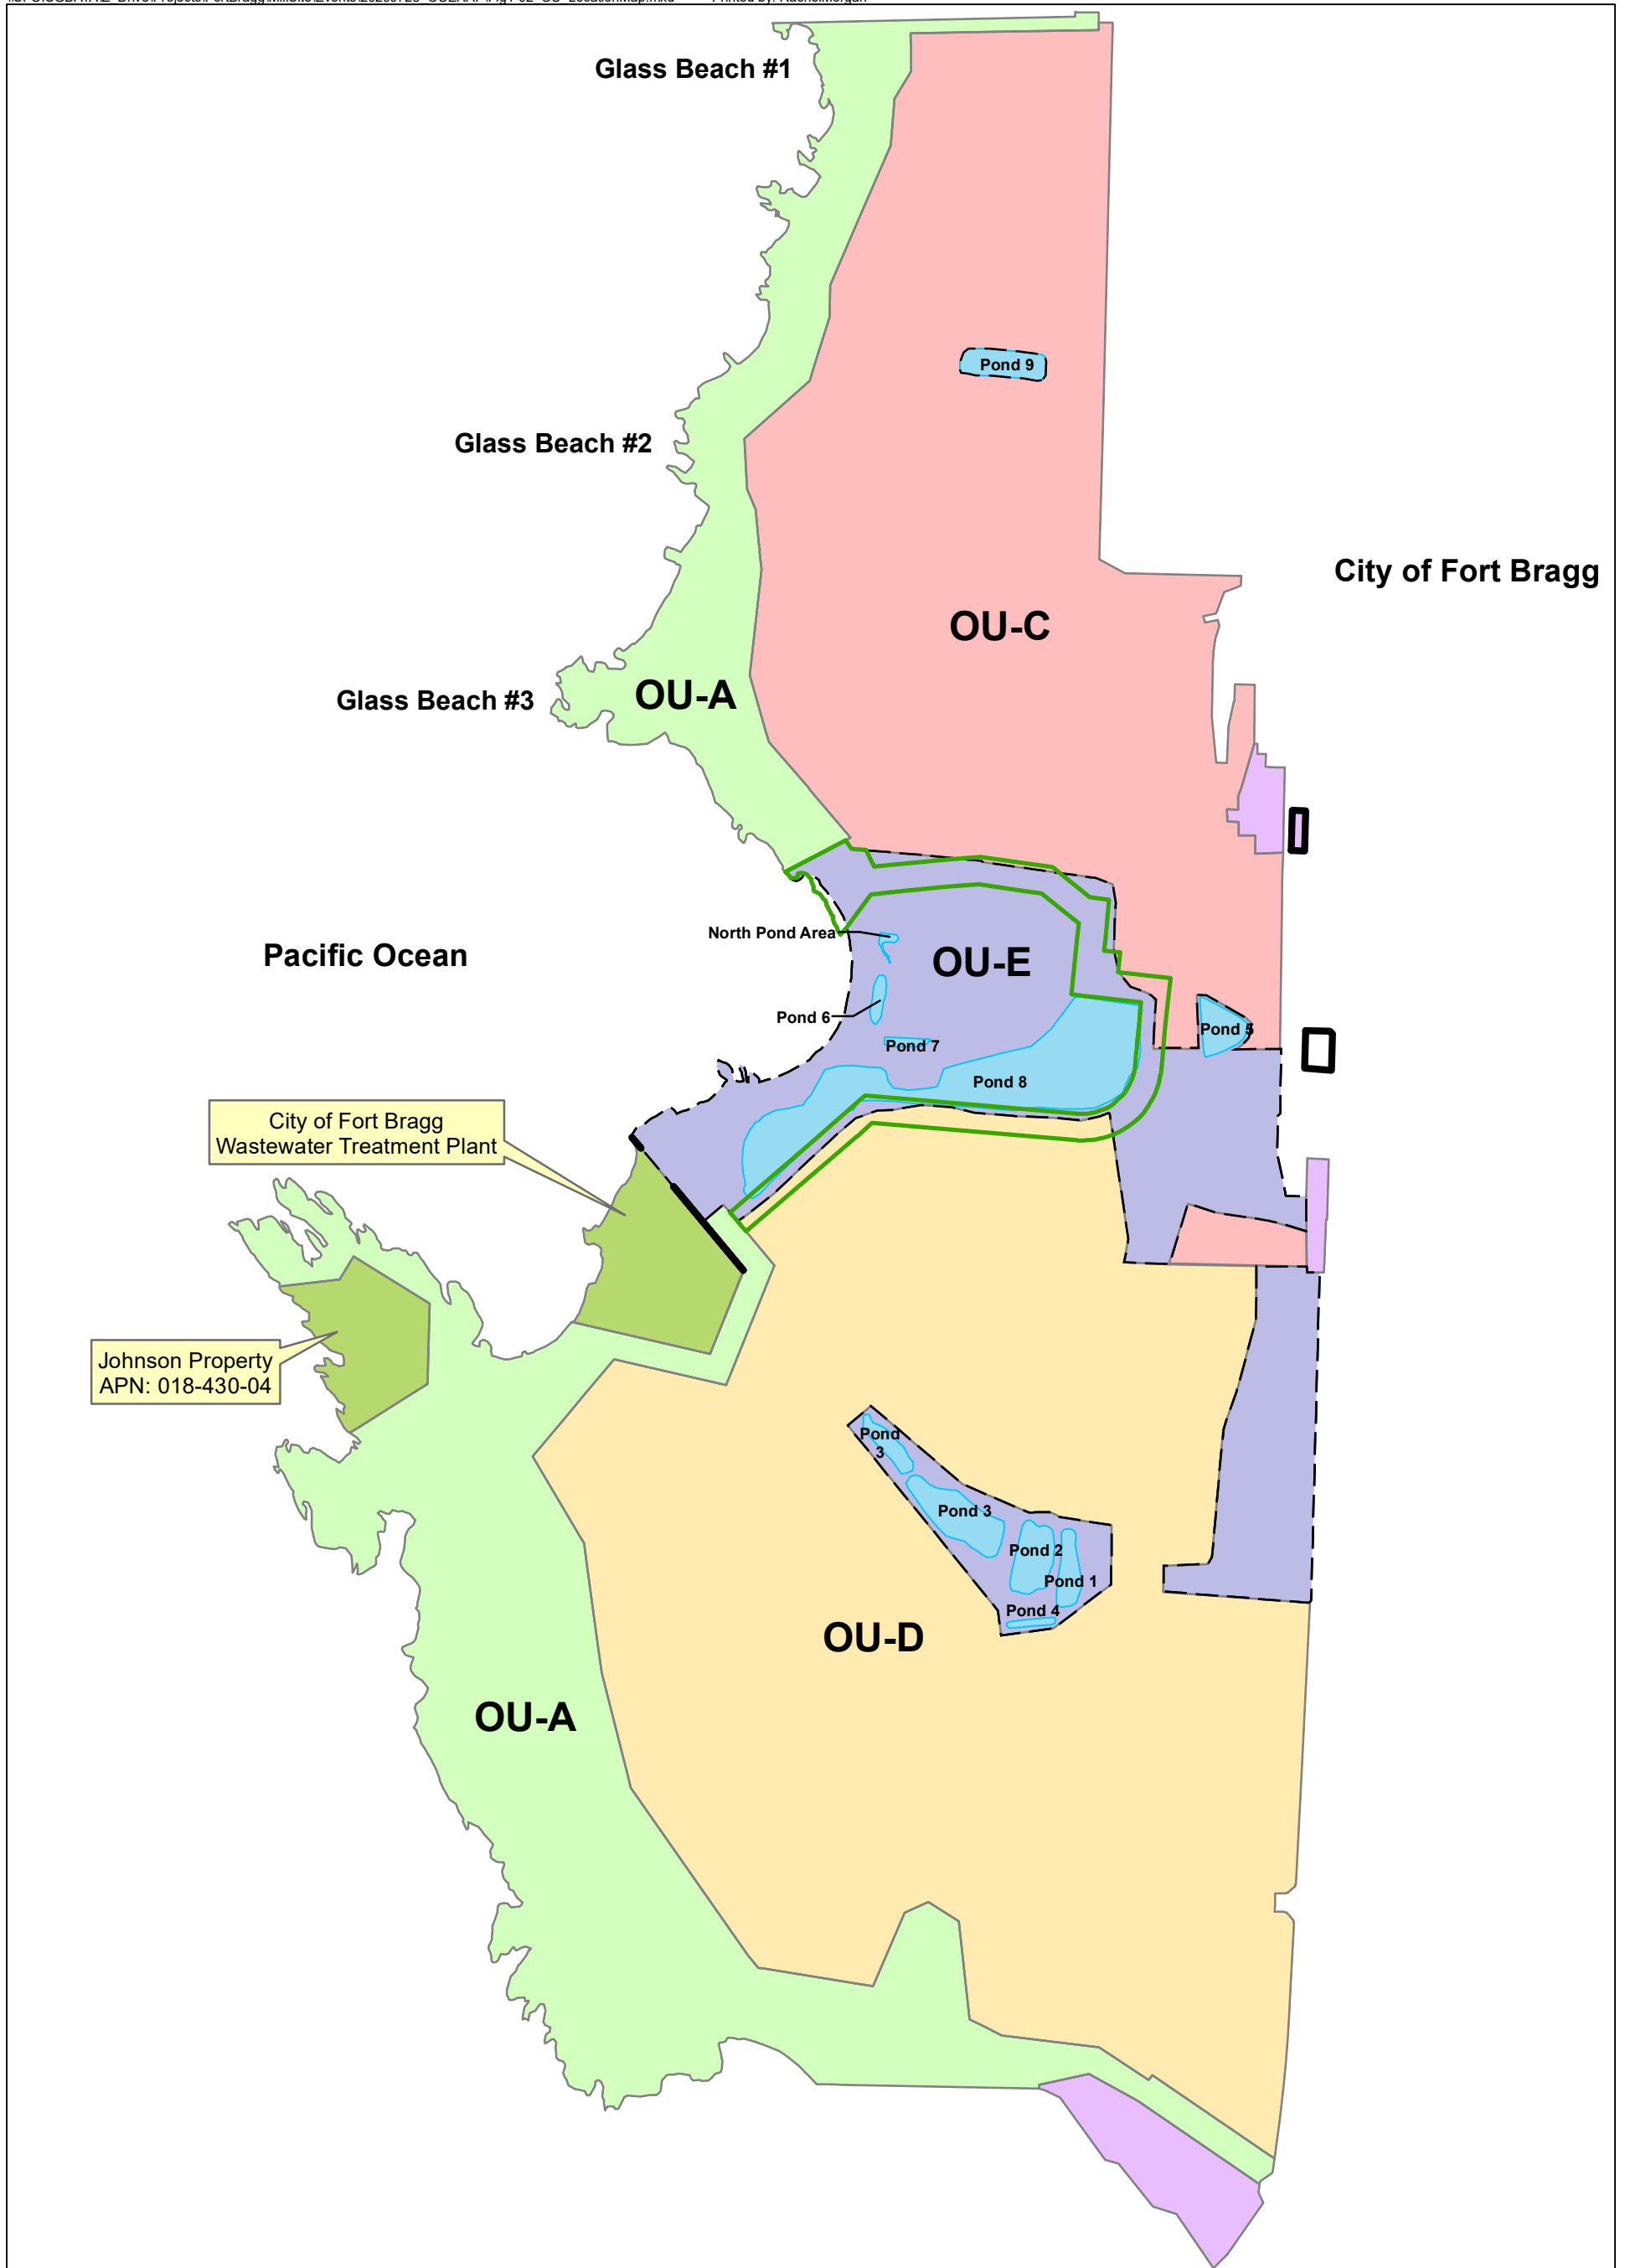 Glass Beach #1
Pond 9
Glass Beach #2
City of Fort Bragg
OU-C
Glass Beach #3
OU-A
North Pond Area
OU-E
Pacific Ocean
Pond 6
Pond 5
Pond 7
Pond 8
City of Fort Bragg
Wastewater Treatment Plant
Johnson Property
APN: 018-430-04
Pond
3
Pond 3
Pond 2
Pond 1
Pond 4
OU-D
OU-A